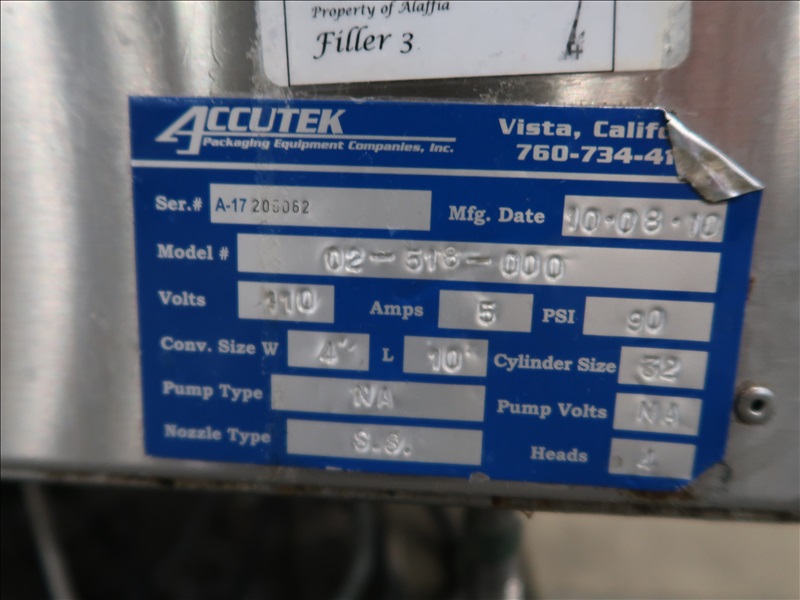 Property of Alaffia
Filler 3
ACCUTEK
Packaging Equipment Companies, Inc.
Vista, Califo
760-734-41
Ser.# A-17 206062 Mfg. Date 10-08-10
Model # 02-518-000
Volts 110 Amps 5 PSI 90
Conv. Size W 4" L 10' Cylinder Size 32
Pump Type NA Pump Volts NA
Nozzle Type S.S. Heads